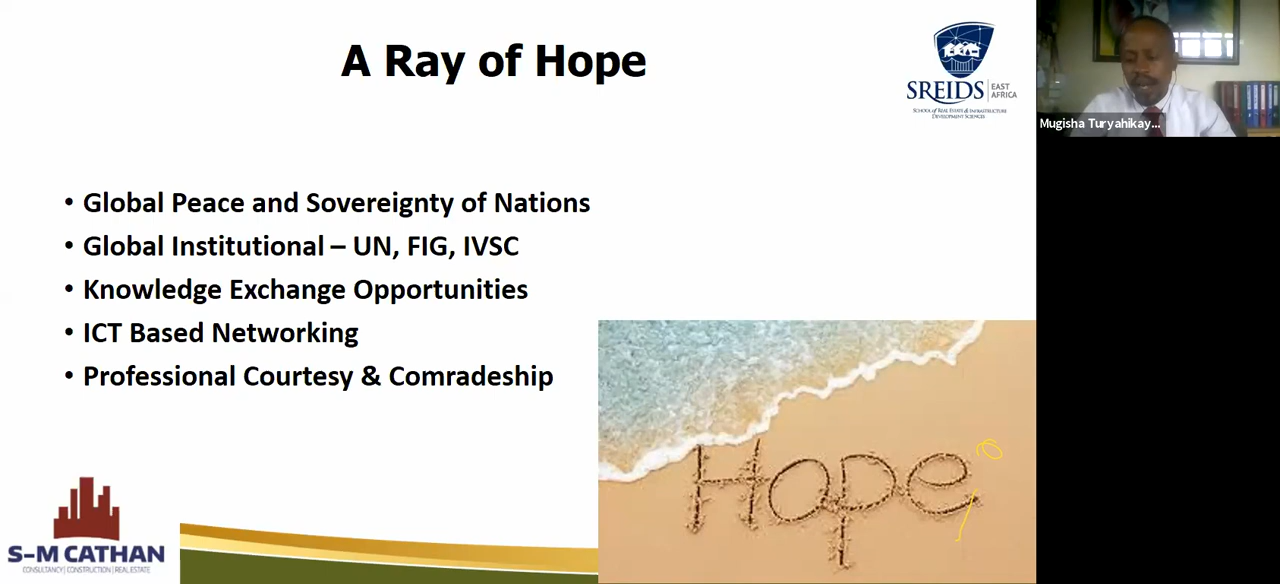 A Ray of Hope
SREIDS EAST AFRICA
SCHOOL of REAL ESTATE & INFRASTRUCTURE
DEVELOPMENT SCIENCES
Mugisha Turyahikay...
• Global Peace and Sovereignty of Nations
• Global Institutional – UN, FIG, IVSC
• Knowledge Exchange Opportunities
• ICT Based Networking
• Professional Courtesy & Comradeship
Hope
S-M CATHAN
CONSULTANCY | CONSTRUCTION | REAL ESTATE